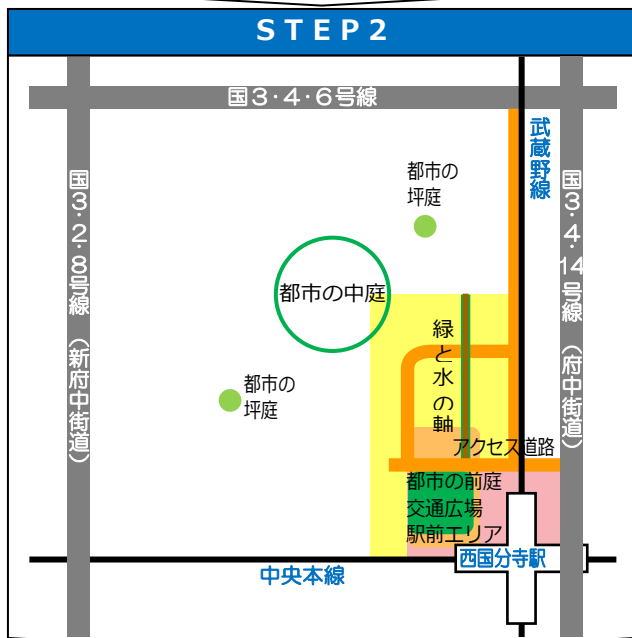 STEP2
国3・4・6号線
武蔵野線
国3・4・14号線（府中街道）
国3・2・8号線（新府中街道）
都市の
坪庭
都市の中庭
緑と水の軸
都市の
坪庭
アクセス道路
都市の前庭
交通広場
駅前エリア
西国分寺駅
中央本線